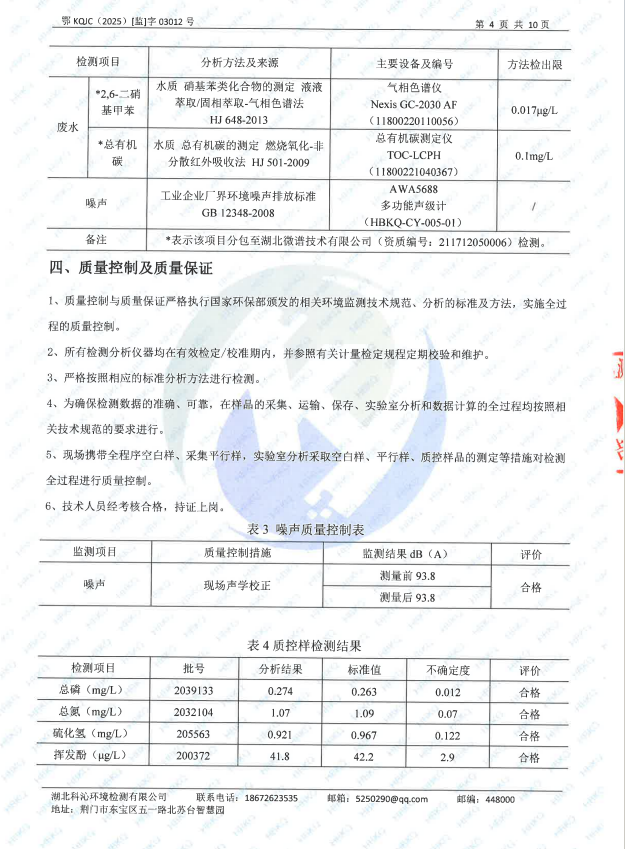 鄂 KQJC（2025）[监]字 03012 号
第 4 页 共 10 页
检测项目 分析方法及来源 主要设备及编号 方法检出限
废水
*2,6-二硝基甲苯
水质 硝基苯类化合物的测定 液液
萃取/固相萃取-气相色谱法
HJ 648-2013
气相色谱仪
Nexis GC-2030 AF
（11800220110056）
0.017μg/L
*总有机碳
水质 总有机碳的测定 燃烧氧化-非
分散红外吸收法 HJ 501-2009
总有机碳测定仪
TOC-LCPH
（11800221040367）
0.1mg/L
噪声
工业企业厂界环境噪声排放标准
GB 12348-2008
AWA5688
多功能声级计
（HBKQ-CY-005-01）
/
备注 *表示该项目分包至湖北微谱技术有限公司（资质编号：211712050006）检测。
四、质量控制及质量保证
1、质量控制与质量保证严格执行国家环保部颁发的相关环境监测技术规范、分析的标准及方法，实施全过
程的质量控制。
2、所有检测分析仪器均在有效检定/校准期内，并参照有关计量检定规程定期校验和维护。
3、严格按照相应的标准分析方法进行检测。
4、为确保检测数据的准确、可靠，在样品的采集、运输、保存、实验室分析和数据计算的全过程均按照相
关技术规范的要求进行。
5、现场携带全程序空白样、采集平行样，实验室分析采取空白样、平行样、质控样品的测定等措施对检测
全过程进行质量控制。
6、技术人员经考核合格，持证上岗。
表 3 噪声质量控制表
监测项目 质量控制措施 监测结果 dB（A） 评价
噪声 现场声学校正 测量前 93.8 合格
测量后 93.8
表 4 质控样检测结果
检测项目 批号 分析结果 标准值 不确定度 评价
总磷（mg/L） 2039133 0.274 0.263 0.012 合格
总氮（mg/L） 2032104 1.07 1.09 0.07 合格
硫化氢（mg/L） 205563 0.921 0.967 0.122 合格
挥发酚（μg/L） 200372 41.8 42.2 2.9 合格
湖北科沁环境检测有限公司 联系电话：18672623535 邮箱：5250290@qq.com 邮编：448000
地址：荆门市东宝区五一路北苏台智慧园